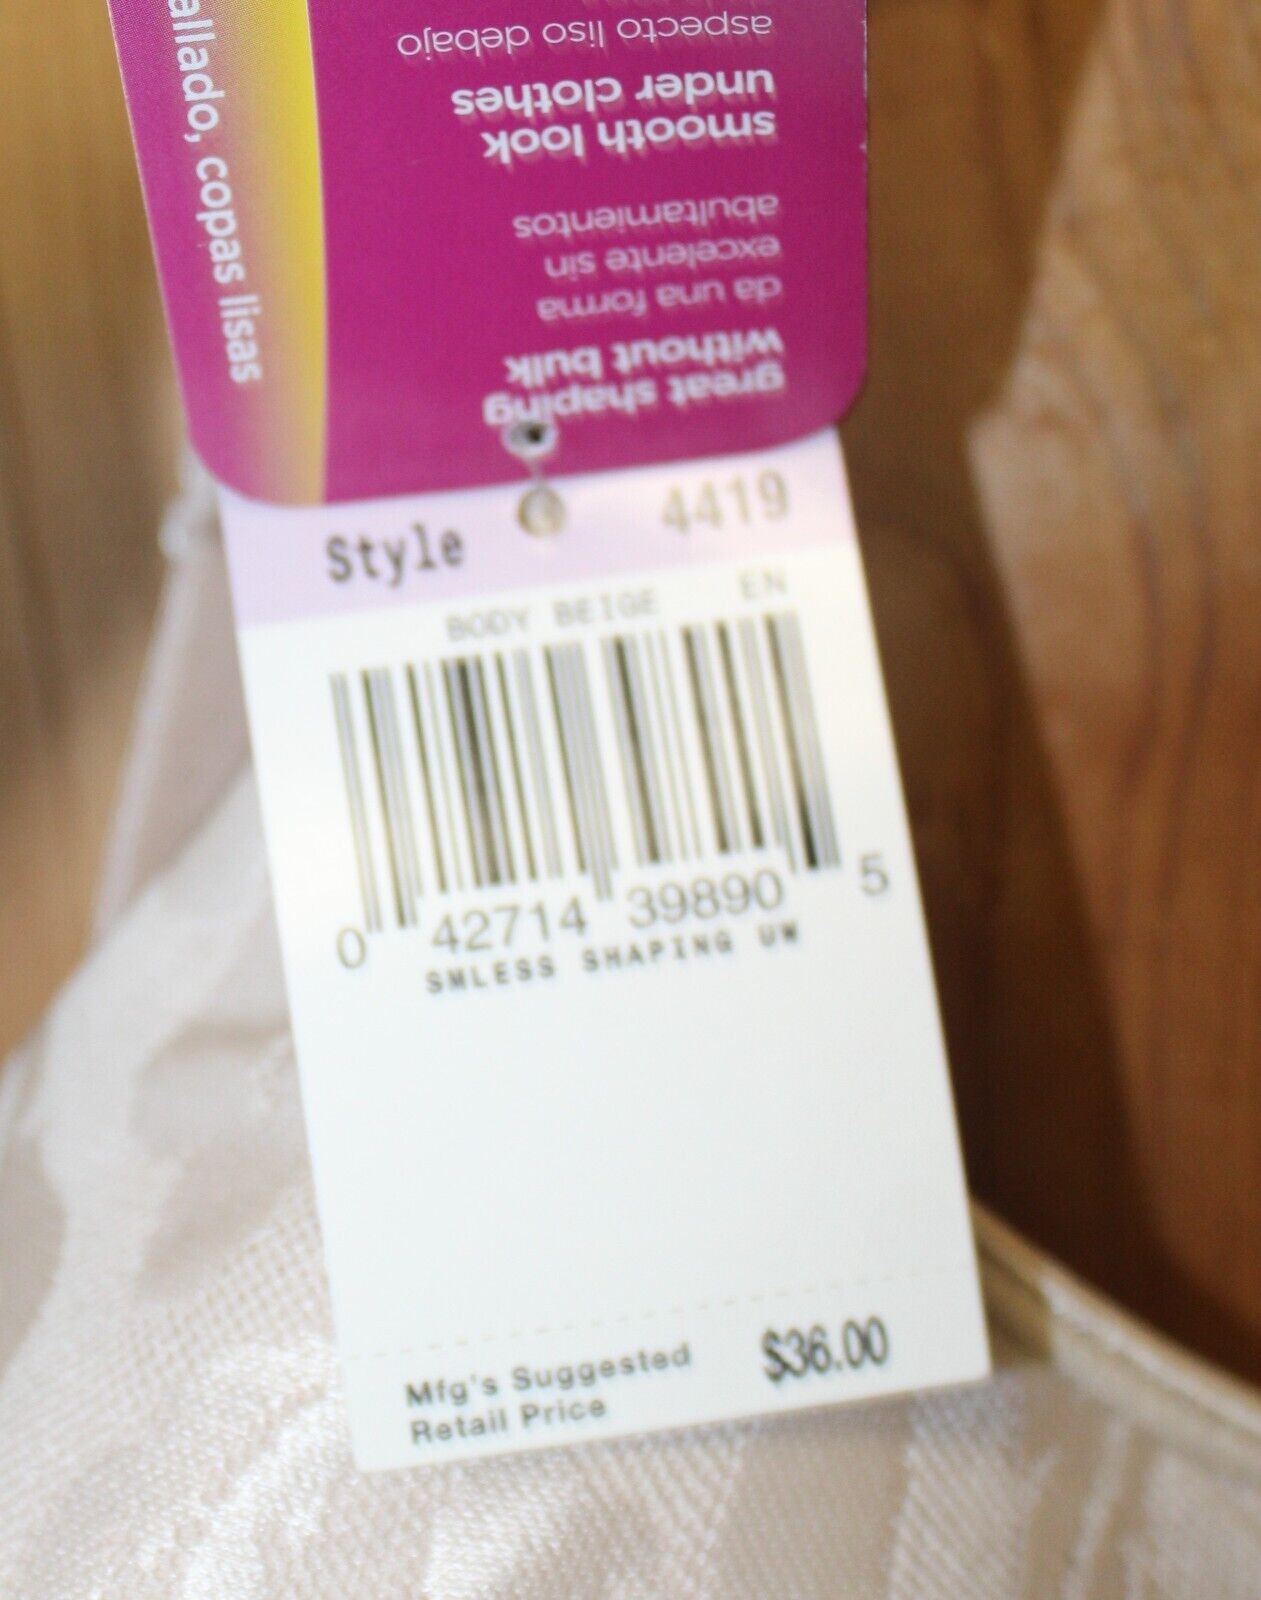 allado, copas lisas
great shaping
without bulk
da una forma
excelente sin
abultamientos
smooth look
under clothes
aspecto liso debajo
Style 4419
BODY BEIGE EN
0 42714 39890 5
SMLESS SHAPING UW
Mfg's Suggested
Retail Price
$36.00